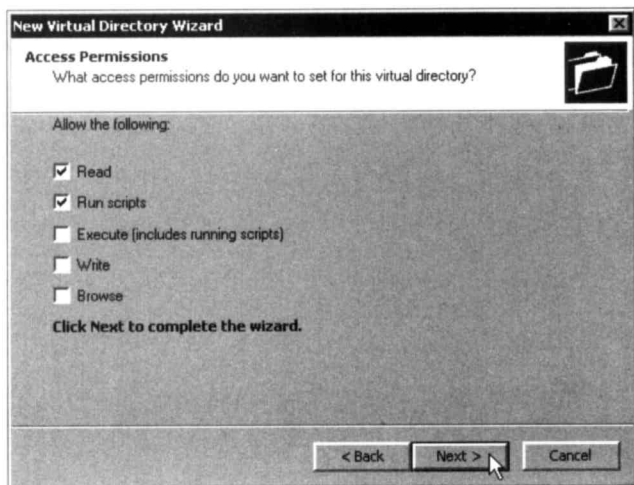 New Virtual Directory Wizard
Access Permissions
What access permissions do you want to set for this virtual directory?
Allow the following:
Read
Run scripts
Execute (includes running scripts)
Write
Browse
Click Next to complete the wizard.
< Back Next > Cancel